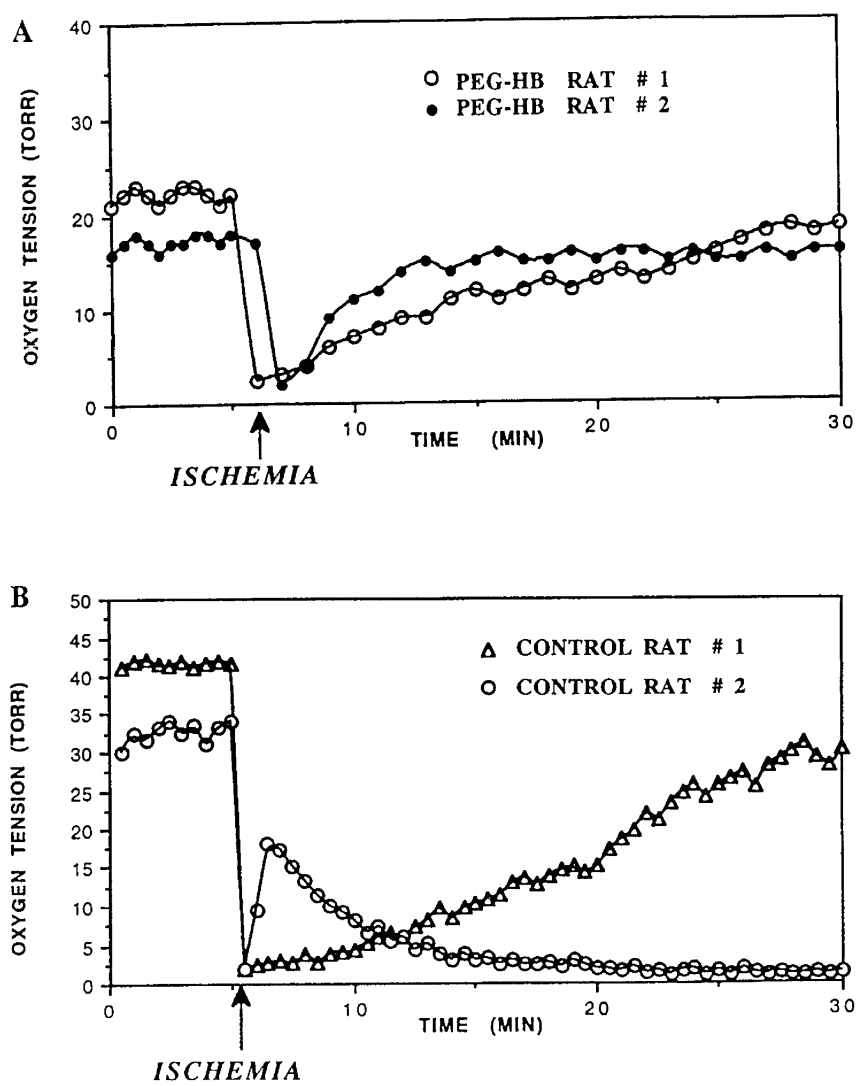 A
40
30
20
10
0
OXYGEN TENSION (TORR)
PEG-HB RAT # 1
PEG-HB RAT # 2
0
10
20
30
TIME (MIN)
ISCHEMIA
B
50
45
40
35
30
25
20
15
10
5
0
OXYGEN TENSION (TORR)
CONTROL RAT # 1
CONTROL RAT # 2
0
10
20
30
TIME (MIN)
ISCHEMIA